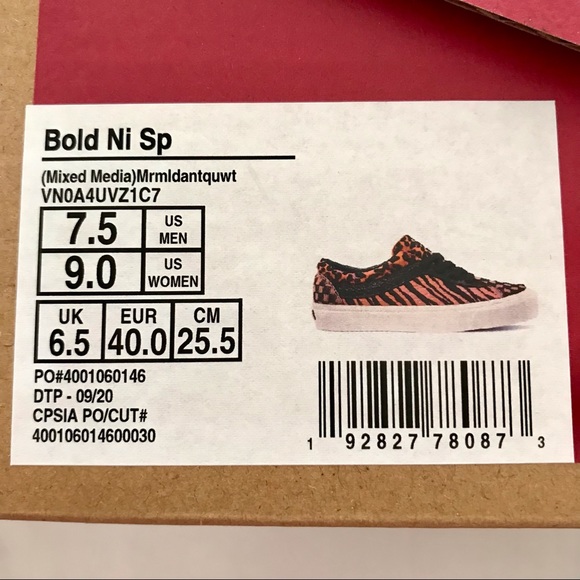 Bold Ni Sp
(Mixed Media)Mrmldantquwt
VN0A4UVZ1C7
7.5 US MEN
9.0 US WOMEN
UK EUR CM
6.5 40.0 25.5
PO#4001060146
DTP - 09/20
CPSIA PO/CUT#
400106014600030
1 92827 78087 3